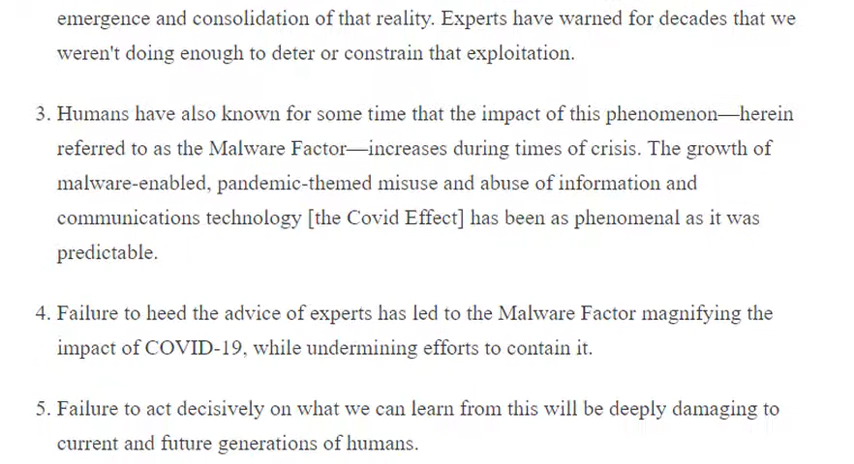 emergence and consolidation of that reality. Experts have warned for decades that we
weren't doing enough to deter or constrain that exploitation.
3. Humans have also known for some time that the impact of this phenomenon—herein
referred to as the Malware Factor—increases during times of crisis. The growth of
malware-enabled, pandemic-themed misuse and abuse of information and
communications technology [the Covid Effect] has been as phenomenal as it was
predictable.
4. Failure to heed the advice of experts has led to the Malware Factor magnifying the
impact of COVID-19, while undermining efforts to contain it.
5. Failure to act decisively on what we can learn from this will be deeply damaging to
current and future generations of humans.